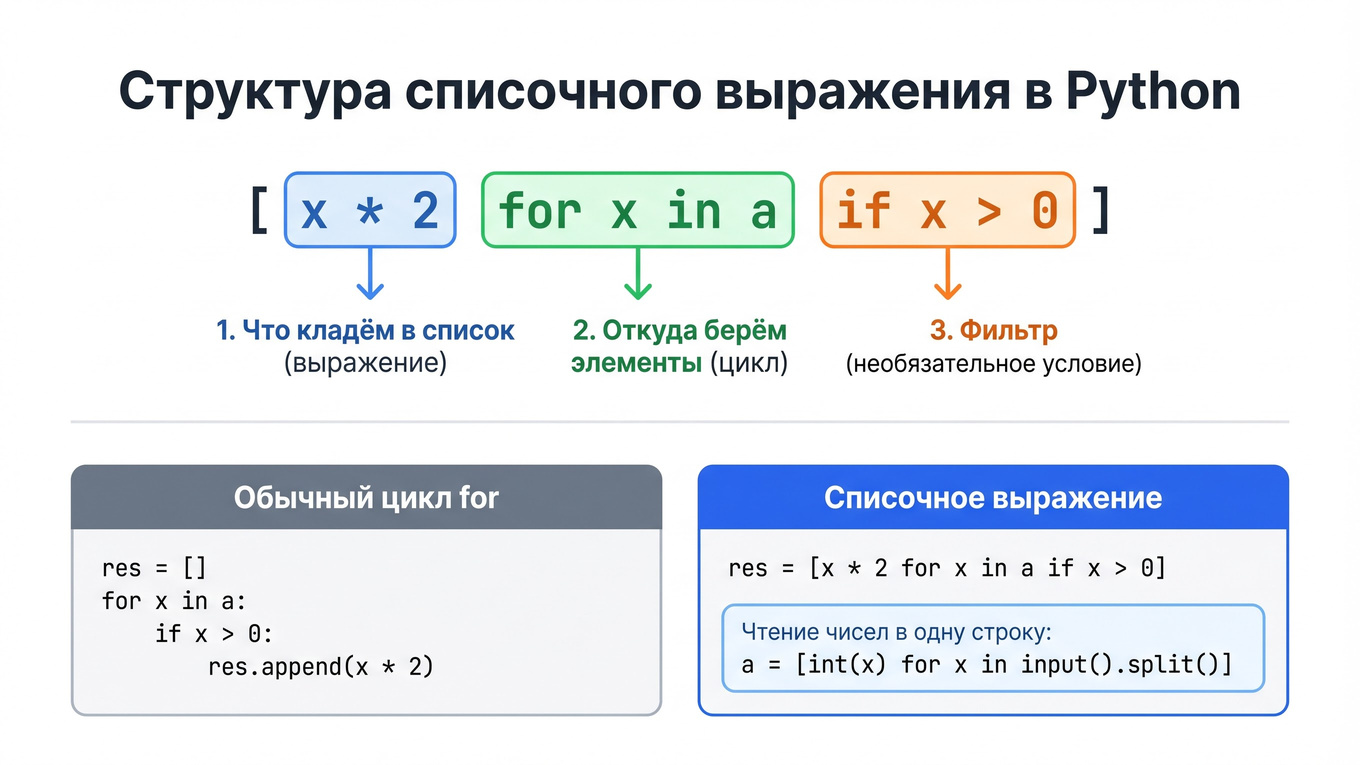 Структура списочного выражения в Python
[ x * 2 for x in a if x > 0 ]
1. Что кладём в список
(выражение)
2. Откуда берём
элементы (цикл)
3. Фильтр
(необязательное условие)
Обычный цикл for
res = []
for x in a:
    if x > 0:
        res.append(x * 2)
Списочное выражение
res = [x * 2 for x in a if x > 0]
Чтение чисел в одну строку:
a = [int(x) for x in input().split()]